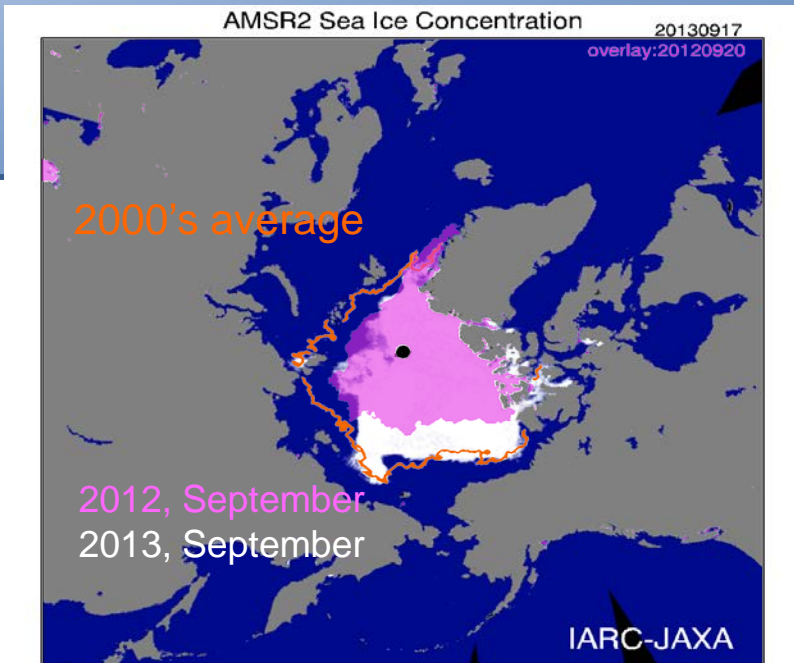 AMSR2 Sea Ice Concentration
20130917
overlay:20120920
2000's average
2012, September
2013, September
IARC-JAXA